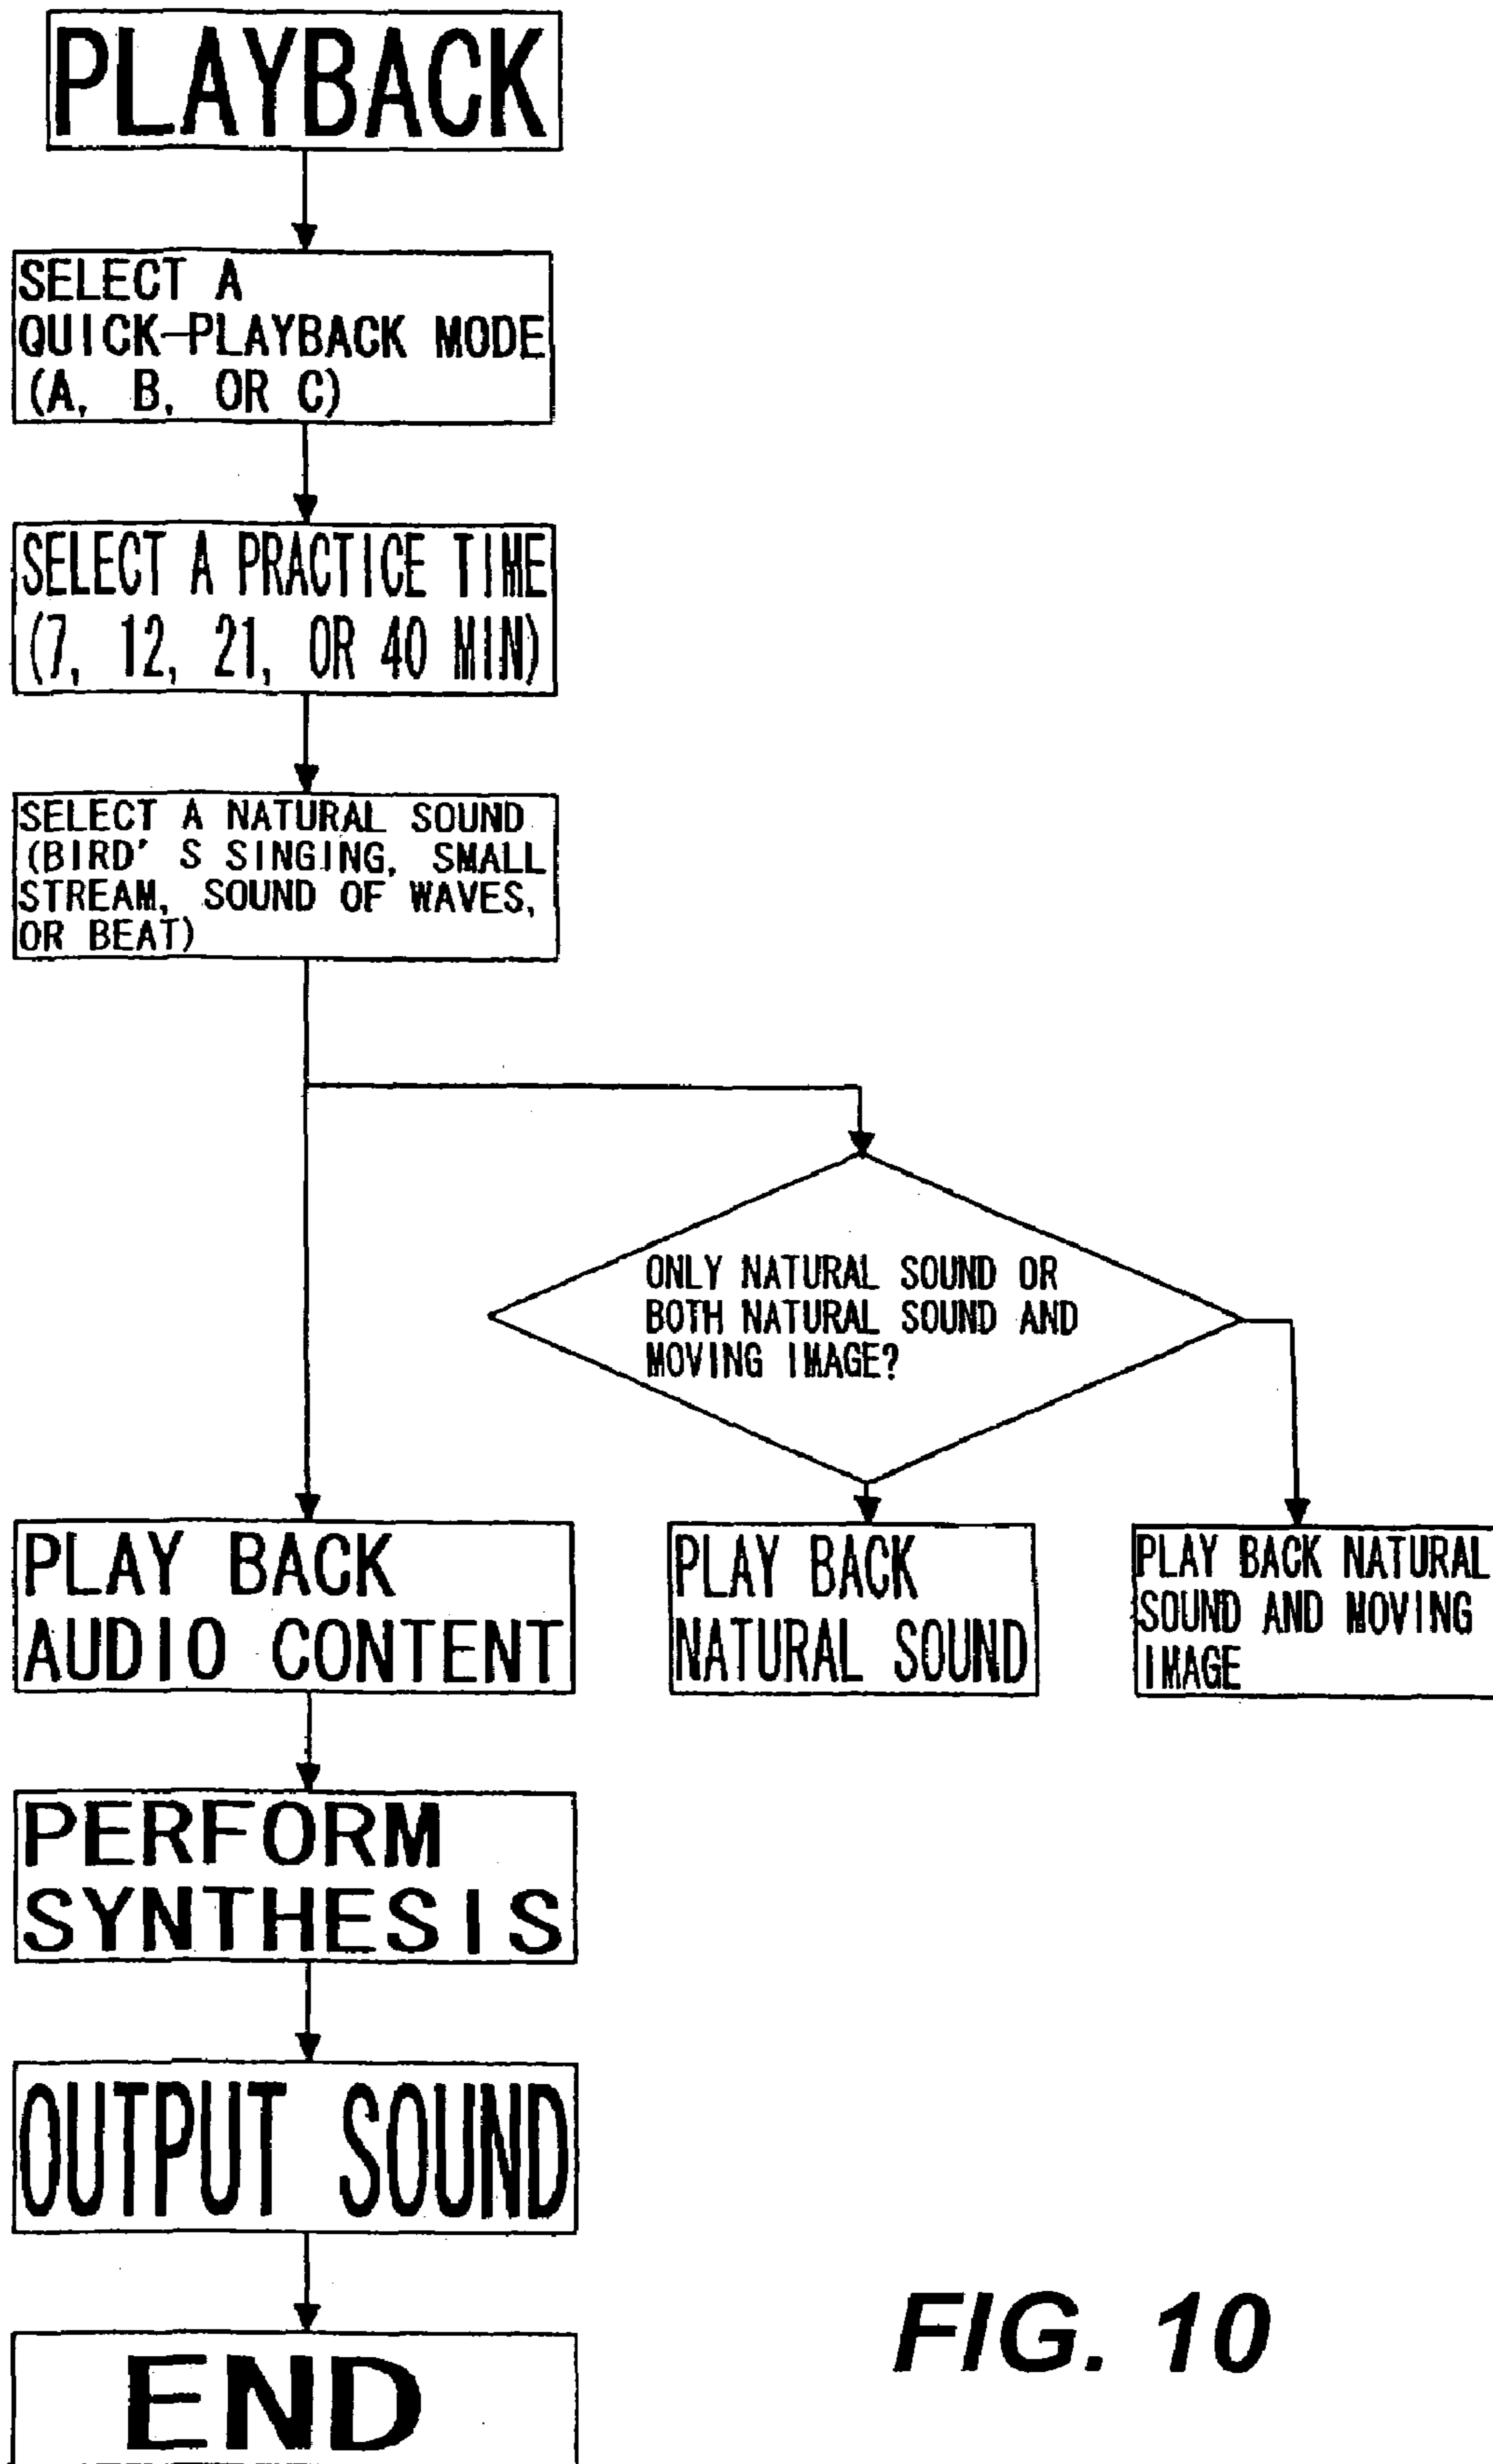 PLAYBACK
SELECT A
QUICK-PLAYBACK MODE
(A, B, OR C)
SELECT A PRACTICE TIME
(7, 12, 21, OR 40 MIN)
SELECT A NATURAL SOUND
(BIRD' S SINGING, SMALL
STREAM, SOUND OF WAVES,
OR BEAT)
ONLY NATURAL SOUND OR
BOTH NATURAL SOUND AND
MOVING IMAGE?
PLAY BACK
AUDIO CONTENT
PLAY BACK
NATURAL SOUND
PLAY BACK NATURAL
SOUND AND MOVING
IMAGE
PERFORM
SYNTHESIS
OUTPUT SOUND
END
FIG. 10